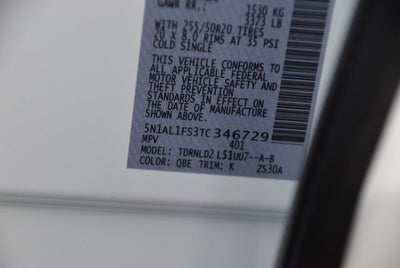 GAWR RR.: 1530 KG
3373 LB
WITH 255/50R20 TIRES
20 X 8.0 RIMS AT 35 PSI
COLD SINGLE
THIS VEHICLE CONFORMS TO
ALL APPLICABLE FEDERAL
MOTOR VEHICLE SAFETY
AND THEFT PREVENTION
STANDARDS IN EFFECT ON
THE DATE OF MANUFACTURE
SHOWN ABOVE.
5N1AL1FS3TC346729
MPV 401
MODEL: TDRNLD2 L51UU7--A-B
COLOR: QBE TRIM: K ZS30A